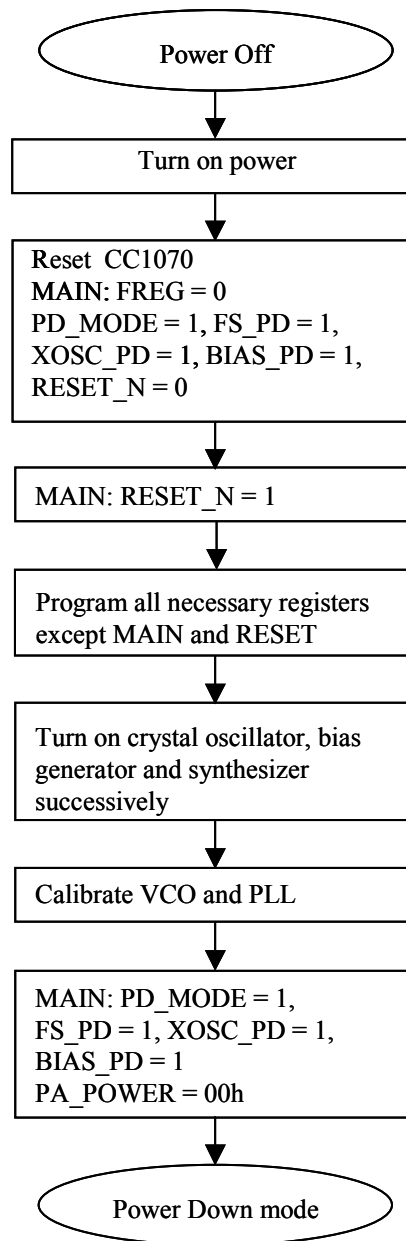 Power Off
Turn on power
Reset CC1070
MAIN: FREG = 0
PD_MODE = 1, FS_PD = 1,
XOSC_PD = 1, BIAS_PD = 1,
RESET_N = 0
MAIN: RESET_N = 1
Program all necessary registers
except MAIN and RESET
Turn on crystal oscillator, bias
generator and synthesizer
successively
Calibrate VCO and PLL
MAIN: PD_MODE = 1,
FS_PD = 1, XOSC_PD = 1,
BIAS_PD = 1
PA_POWER = 00h
Power Down mode